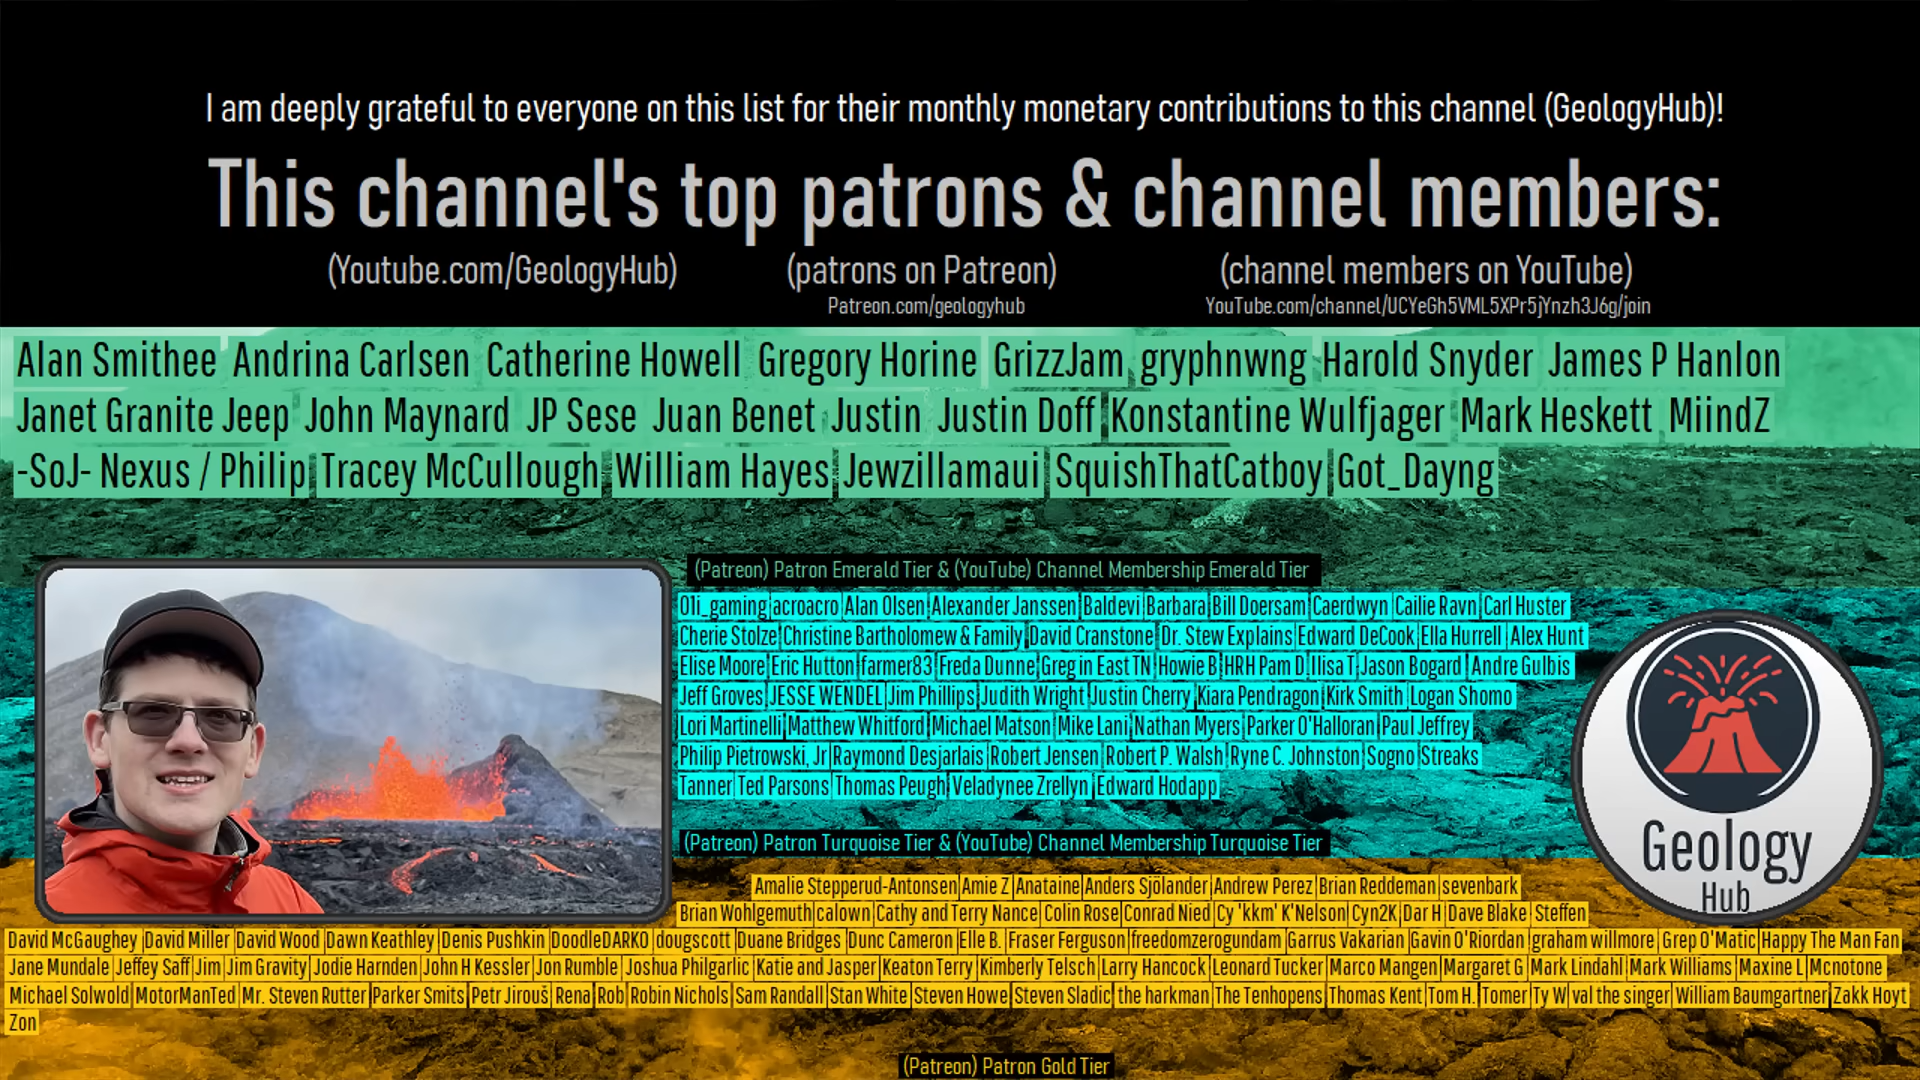 I am deeply grateful to everyone on this list for their monthly monetary contributions to this channel (GeologyHub)!
This channel's top patrons & channel members:
(Youtube.com/GeologyHub) (patrons on Patreon) (channel members on YouTube)
Patreon.com/geologyhub YouTube.com/channel/UCYeGh5VML5XPr5jYnzh3J6g/join
Alan Smithee Andrina Carlsen Catherine Howell Gregory Horine GrizzJam gryphnwng Harold Snyder James P Hanlon
Janet Granite Jeep John Maynard JP Sese Juan Benet Justin Justin Doff Konstantine Wulfjager Mark Heskett MiindZ
-SoJ- Nexus / Philip Tracey McCullough William Hayes Jewzillamaui SquishThatCatboy Got_Dayng
(Patreon) Patron Emerald Tier & (YouTube) Channel Membership Emerald Tier
01i_gaming acroacro Alan Olsen Alexander Janssen Baldevi Barbara Bill Doersam Caerdwyn Cailie Ravn Carl Huster
Cherie Stolze Christine Bartholomew & Family David Cranstone Dr. Stew Explains Edward DeCook Ella Hurrell Alex Hunt
Elise Moore Eric Hutton farmer83 Freda Dunne Greg in East TN Howie B HRH Pam D Ilisa T Jason Bogard Andre Gulbis
Jeff Groves JESSE WENDEL Jim Phillips Judith Wright Justin Cherry Kiara Pendragon Kirk Smith Logan Shomo
Lori Martinelli Matthew Whitford Michael Matson Mike Lani Nathan Myers Parker O'Halloran Paul Jeffrey
Philip Pietrowski, Jr Raymond Desjarlais Robert Jensen Robert P. Walsh Ryne C. Johnston Sogno Streaks
Tanner Ted Parsons Thomas Peugh Veladynee Zrellyn Edward Hodapp
(Patreon) Patron Turquoise Tier & (YouTube) Channel Membership Turquoise Tier
Geology
Hub
Amalie Stepperud-Antonsen Amie Z Anataine Anders Sjölander Andrew Perez Brian Reddeman sevenbark
Brian Wohlgemuth calown Cathy and Terry Nance Colin Rose Conrad Nied Cy 'kkm' K'Nelson Cyn2K Dar H Dave Blake Steffen
David McGaughey David Miller David Wood Dawn Keathley Denis Pushkin DoodleDARKO dougscott Duane Bridges Dunc Cameron Elle B. Fraser Ferguson freedomzerogundam Garrus Vakarian Gavin O'Riordan graham willmore Grep O'Matic Happy The Man Fan
Jane Mundale Jeffey Saff Jim Jim Gravity Jodie Harnden John H Kessler Jon Rumble Joshua Philgarlic Katie and Jasper Keaton Terry Kimberly Telsch Larry Hancock Leonard Tucker Marco Mangen Margaret G Mark Lindahl Mark Williams Maxine L Mcnotone
Michael Solwold MotorManTed Mr. Steven Rutter Parker Smits Petr Jirouš Rena Rob Robin Nichols Sam Randall Stan White Steven Howe Steven Sladic the harkman The Tenhopens Thomas Kent Tom H. Tomer Ty W val the singer William Baumgartner Zakk Hoyt
Zon
(Patreon) Patron Gold Tier